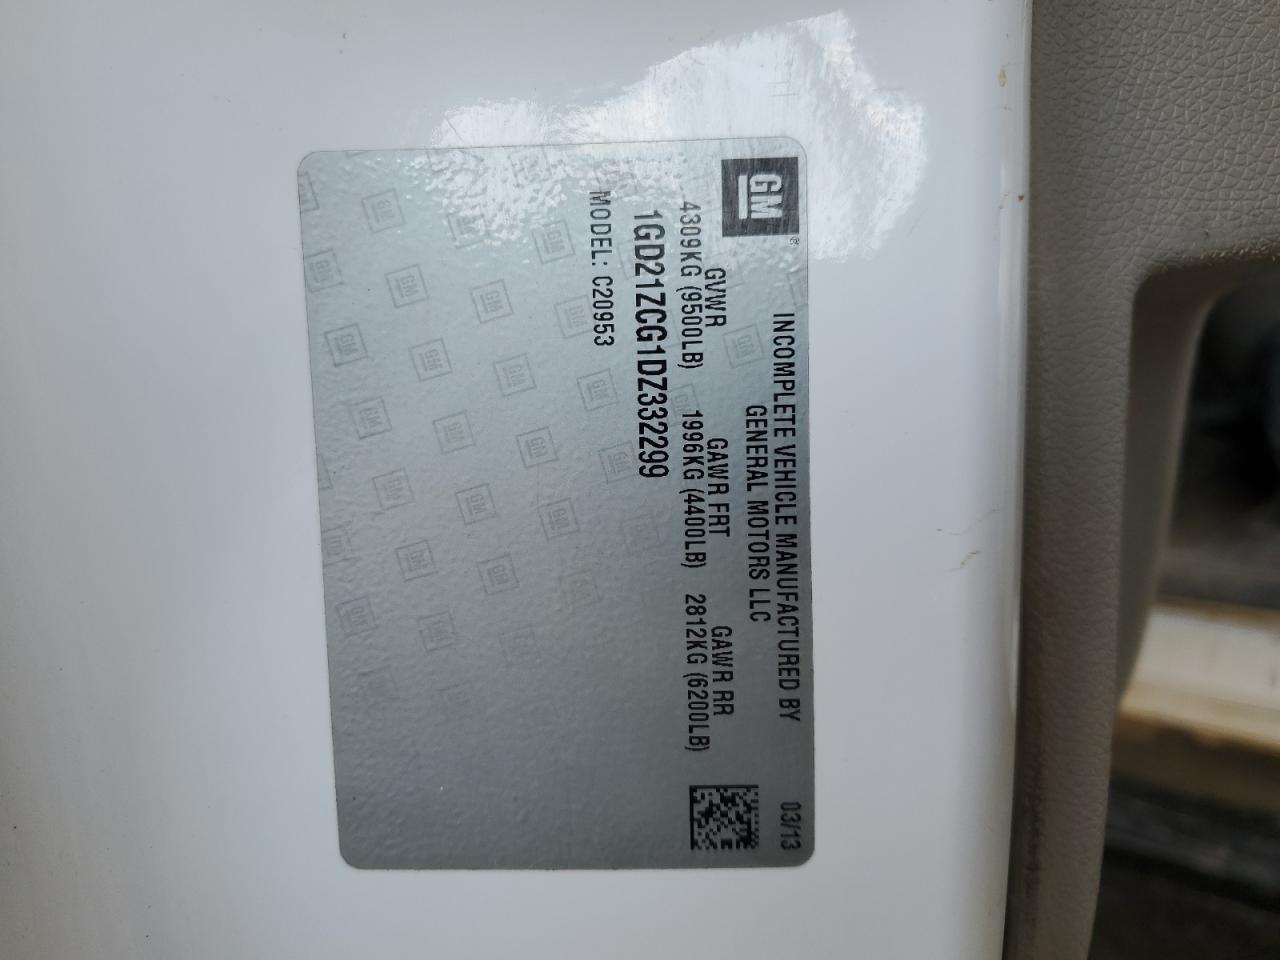 GM®
INCOMPLETE VEHICLE MANUFACTURED BY 03/13
GENERAL MOTORS LLC
GVWR GAWR FRT GAWR RR
4309KG (9500LB) 1996KG (4400LB) 2812KG (6200LB)
1GD21ZCG1DZ332299
MODEL: C20953